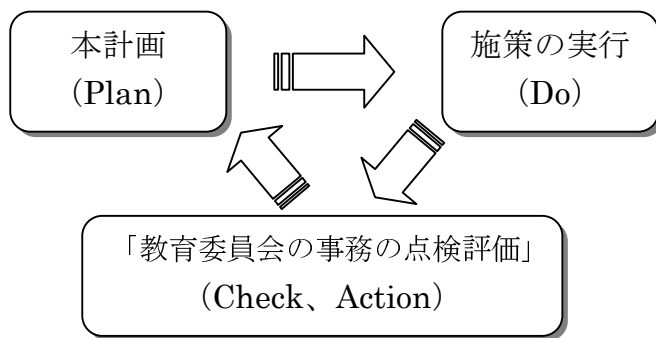 本計画
(Plan)
施策の実行
(Do)
「教育委員会の事務の点検評価」
(Check、Action)